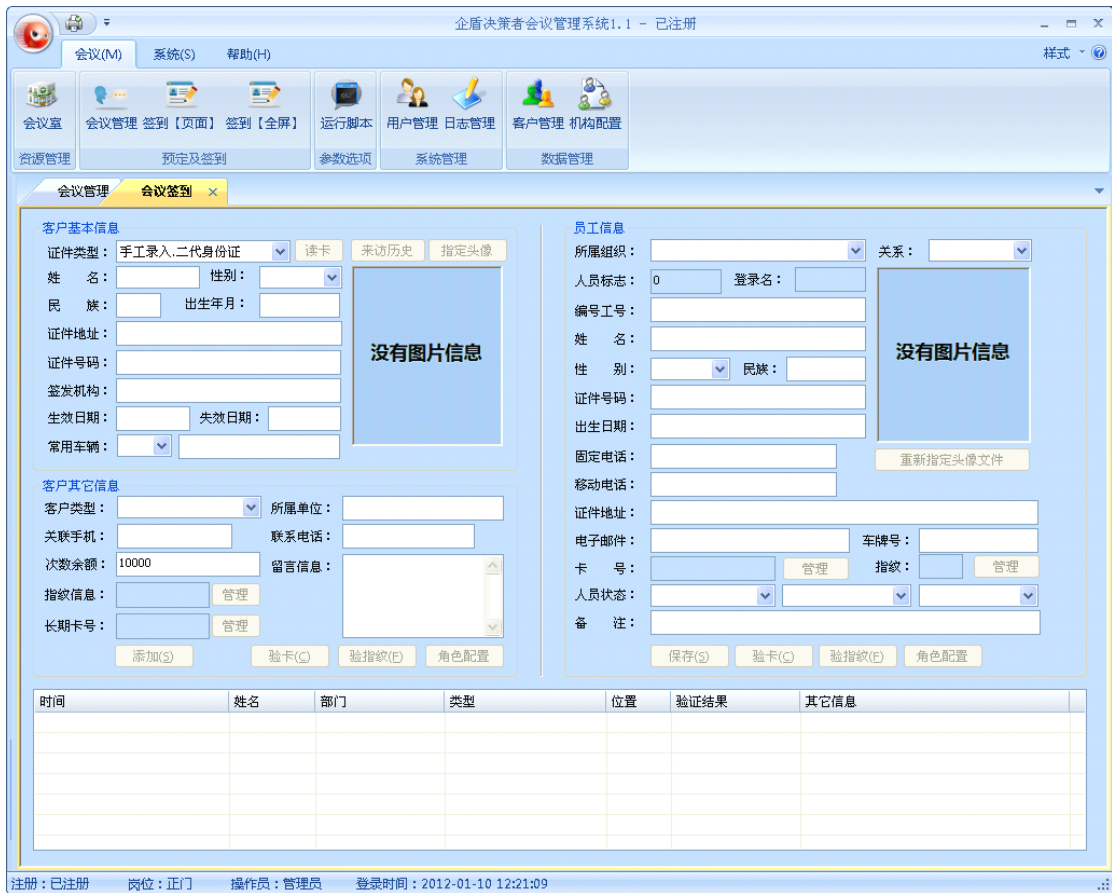 企盾决策者会议管理系统1.1 - 已注册
会议(M) 系统(S) 帮助(H) 样式
会议室 会议管理 签到【页面】 签到【全屏】 运行脚本 用户管理 日志管理 客户管理 机构配置
资源管理 预定及签到 参数选项 系统管理 数据管理
会议管理 会议签到
客户基本信息
证件类型： 手工录入.二代身份证 读卡 来访历史 指定头像
姓 名： 性别：
民 族： 出生年月：
证件地址：
证件号码：
签发机构：
生效日期： 失效日期：
常用车辆：
没有图片信息
客户其它信息
客户类型： 所属单位：
关联手机： 联系电话：
次数余额： 10000 留言信息：
指纹信息： 管理
长期卡号： 管理
添加(S) 验卡(C) 验指纹(F) 角色配置
员工信息
所属组织： 关系：
人员标志： 0 登录名：
编号工号：
姓 名：
性 别： 民族：
证件号码：
出生日期：
没有图片信息
固定电话： 重新指定头像文件
移动电话：
证件地址：
电子邮件： 车牌号：
卡 号： 管理 指纹： 管理
人员状态：
备 注：
保存(S) 验卡(C) 验指纹(F) 角色配置
时间 姓名 部门 类型 位置 验证结果 其它信息
注册：已注册 岗位：正门 操作员：管理员 登录时间：2012-01-10 12:21:09